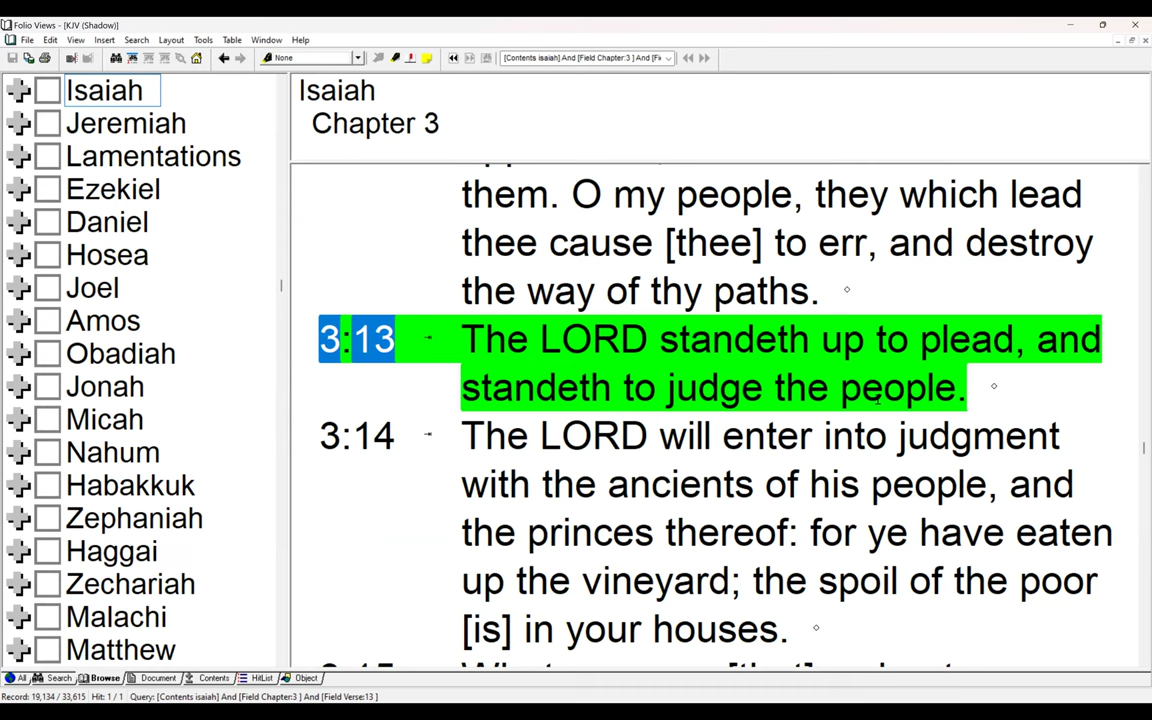 Folio Views - [KJV (Shadow)]
File Edit View Insert Search Layout Tools Table Window Help
None [Contents isaiah] And [Field Chapter:3 ] And [Fi
Isaiah
Jeremiah
Lamentations
Ezekiel
Daniel
Hosea
Joel
Amos
Obadiah
Jonah
Micah
Nahum
Habakkuk
Zephaniah
Haggai
Zechariah
Malachi
Matthew
Isaiah
Chapter 3
them. O my people, they which lead
thee cause [thee] to err, and destroy
the way of thy paths.
3:13 The LORD standeth up to plead, and
standeth to judge the people.
3:14 The LORD will enter into judgment
with the ancients of his people, and
the princes thereof: for ye have eaten
up the vineyard; the spoil of the poor
[is] in your houses.
All Search Browse Document Contents HitList Object
Record: 19,134 / 33,615 Hit: 1 / 1 Query: [Contents isaiah] And [Field Chapter:3 ] And [Field Verse:13 ]